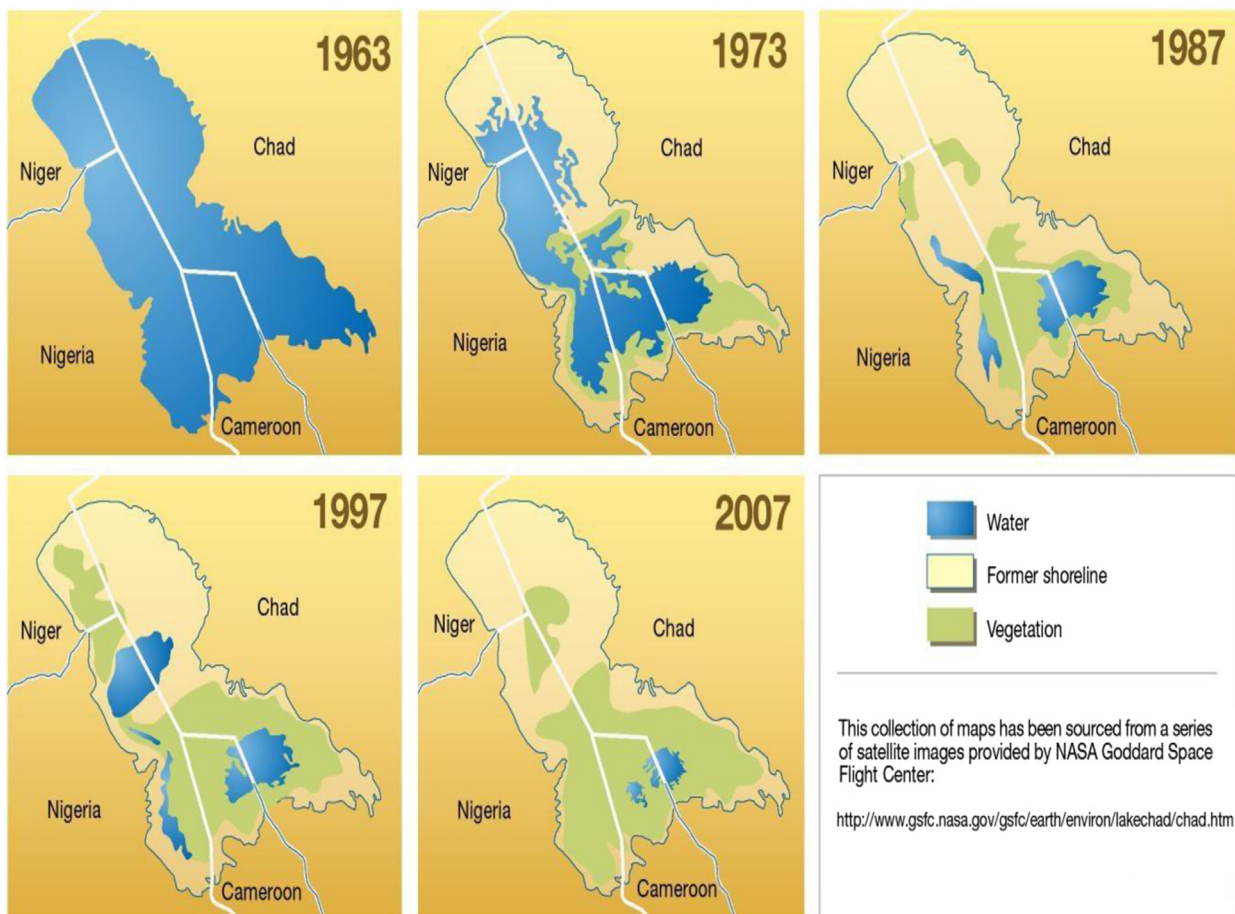 1963
Chad
Niger
Nigeria
Cameroon
1973
Chad
Niger
Nigeria
Cameroon
1987
Chad
Niger
Nigeria
Cameroon
1997
Chad
Niger
Nigeria
Cameroon
2007
Chad
Niger
Nigeria
Cameroon
Water
Former shoreline
Vegetation
This collection of maps has been sourced from a series
of satellite images provided by NASA Goddard Space
Flight Center:
http://www.gsfc.nasa.gov/gsfc/earth/environ/lakechad/chad.htm